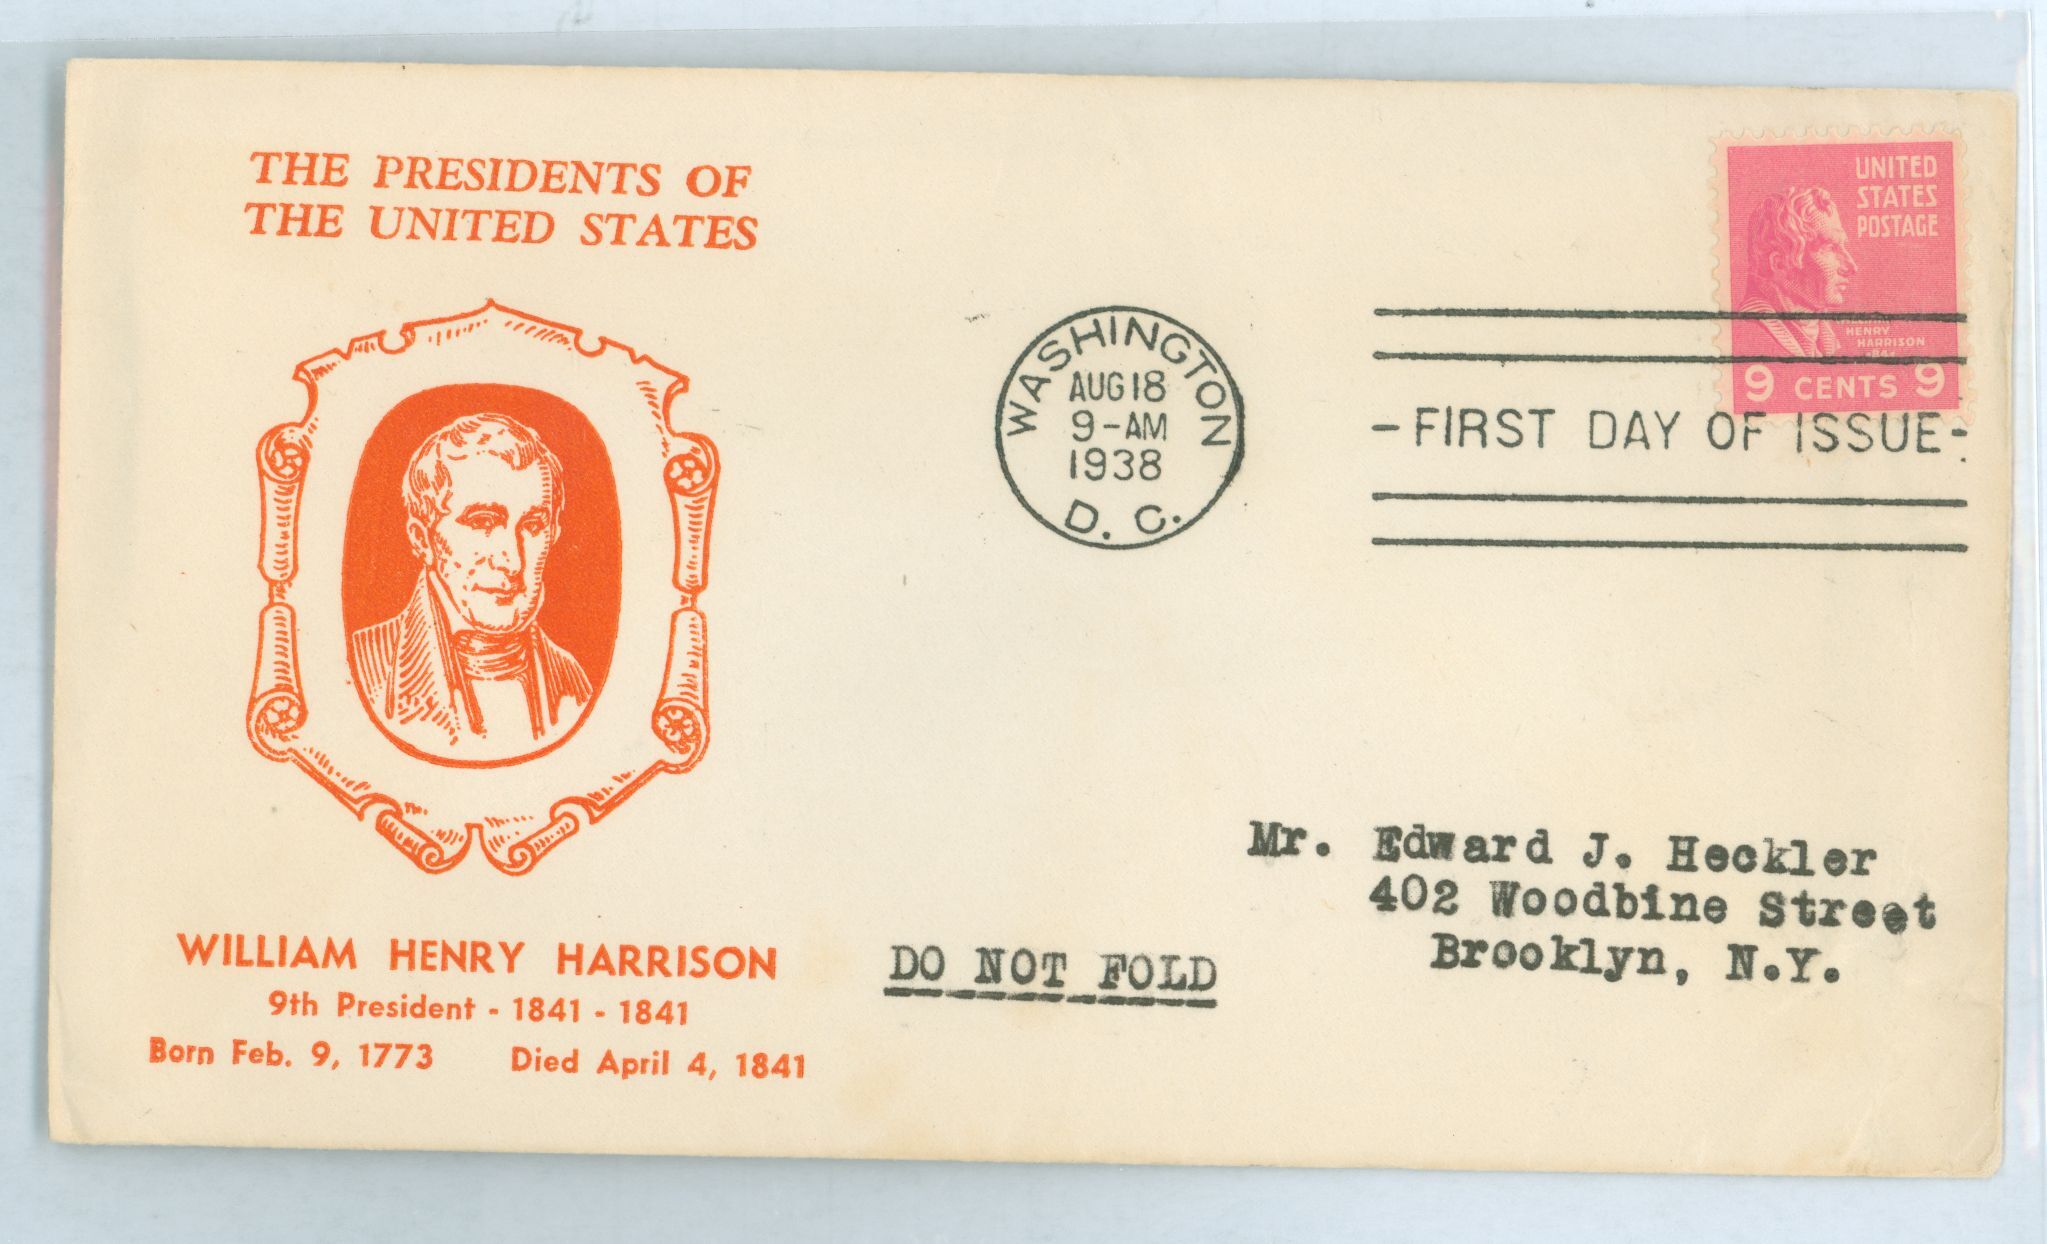 THE PRESIDENTS OF
THE UNITED STATES
WILLIAM HENRY HARRISON
9th President - 1841 - 1841
Born Feb. 9, 1773 Died April 4, 1841
WASHINGTON
AUG 18
9-AM
1938
D. C.
UNITED
STATES
POSTAGE
HENRY
HARRISON
9 CENTS 9
-FIRST DAY OF ISSUE-
DO NOT FOLD
Mr. Edward J. Heckler
402 Woodbine Street
Brooklyn, N.Y.